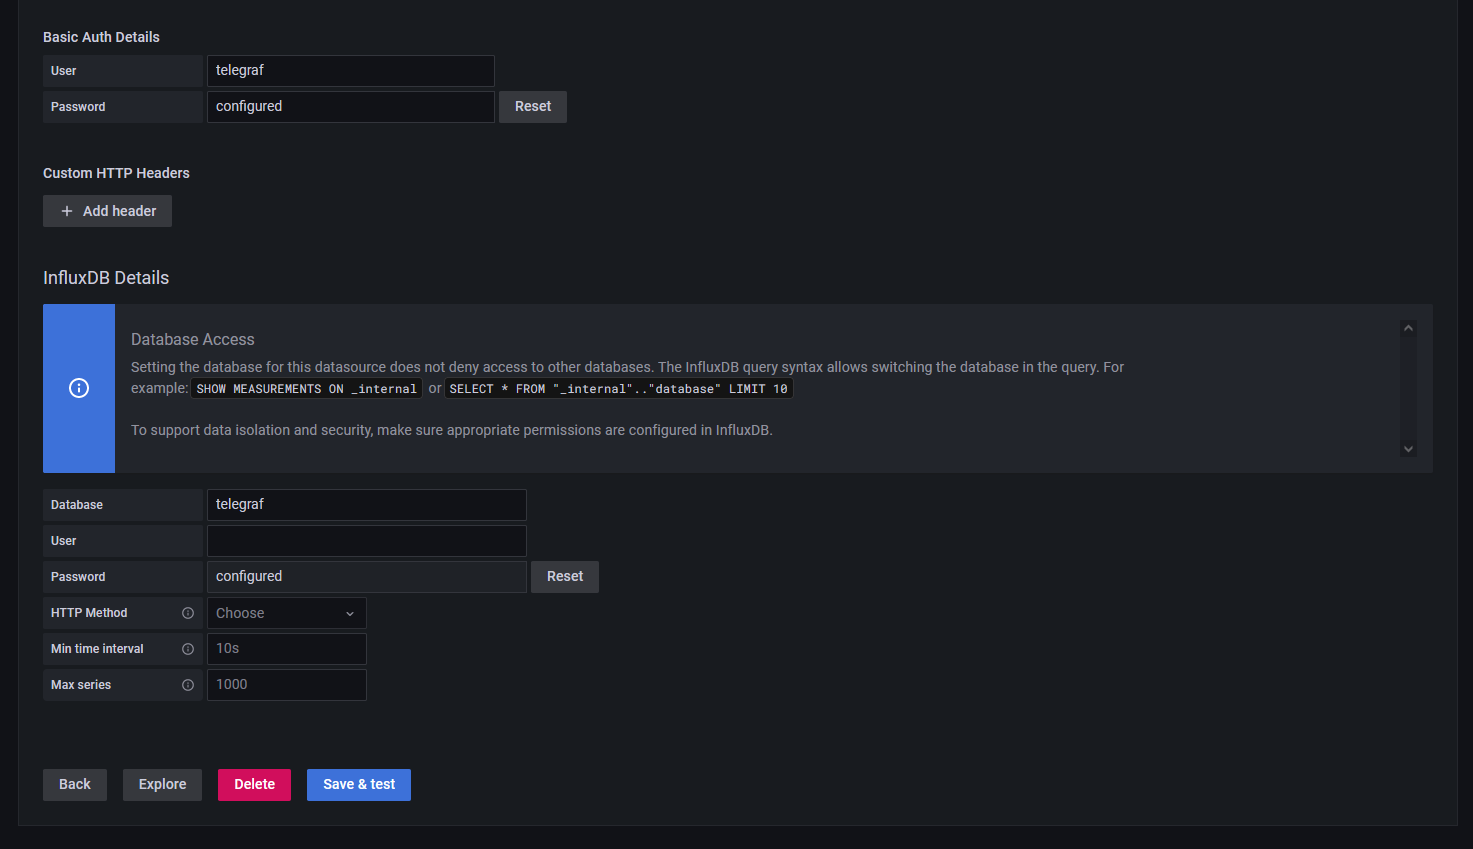 Basic Auth Details
User telegraf
Password configured Reset
Custom HTTP Headers
+ Add header
InfluxDB Details
Database Access
Setting the database for this datasource does not deny access to other databases. The InfluxDB query syntax allows switching the database in the query. For
example: SHOW MEASUREMENTS ON _internal or SELECT * FROM "_internal".."database" LIMIT 10
To support data isolation and security, make sure appropriate permissions are configured in InfluxDB.
Database telegraf
User
Password configured Reset
HTTP Method Choose
Min time interval 10s
Max series 1000
Back Explore Delete Save & test